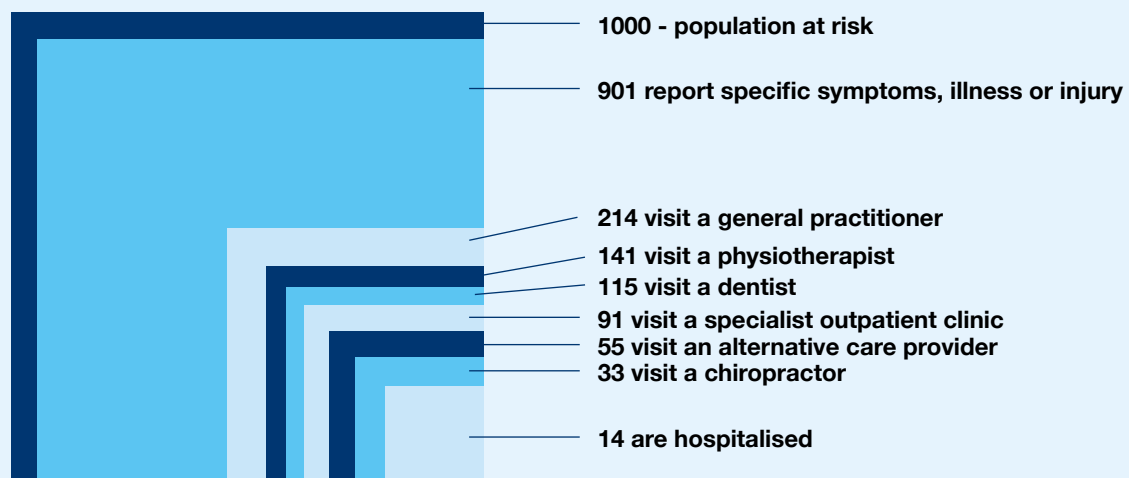 1000 - population at risk
901 report specific symptoms, illness or injury
214 visit a general practitioner
141 visit a physiotherapist
115 visit a dentist
91 visit a specialist outpatient clinic
55 visit an alternative care provider
33 visit a chiropractor
14 are hospitalised